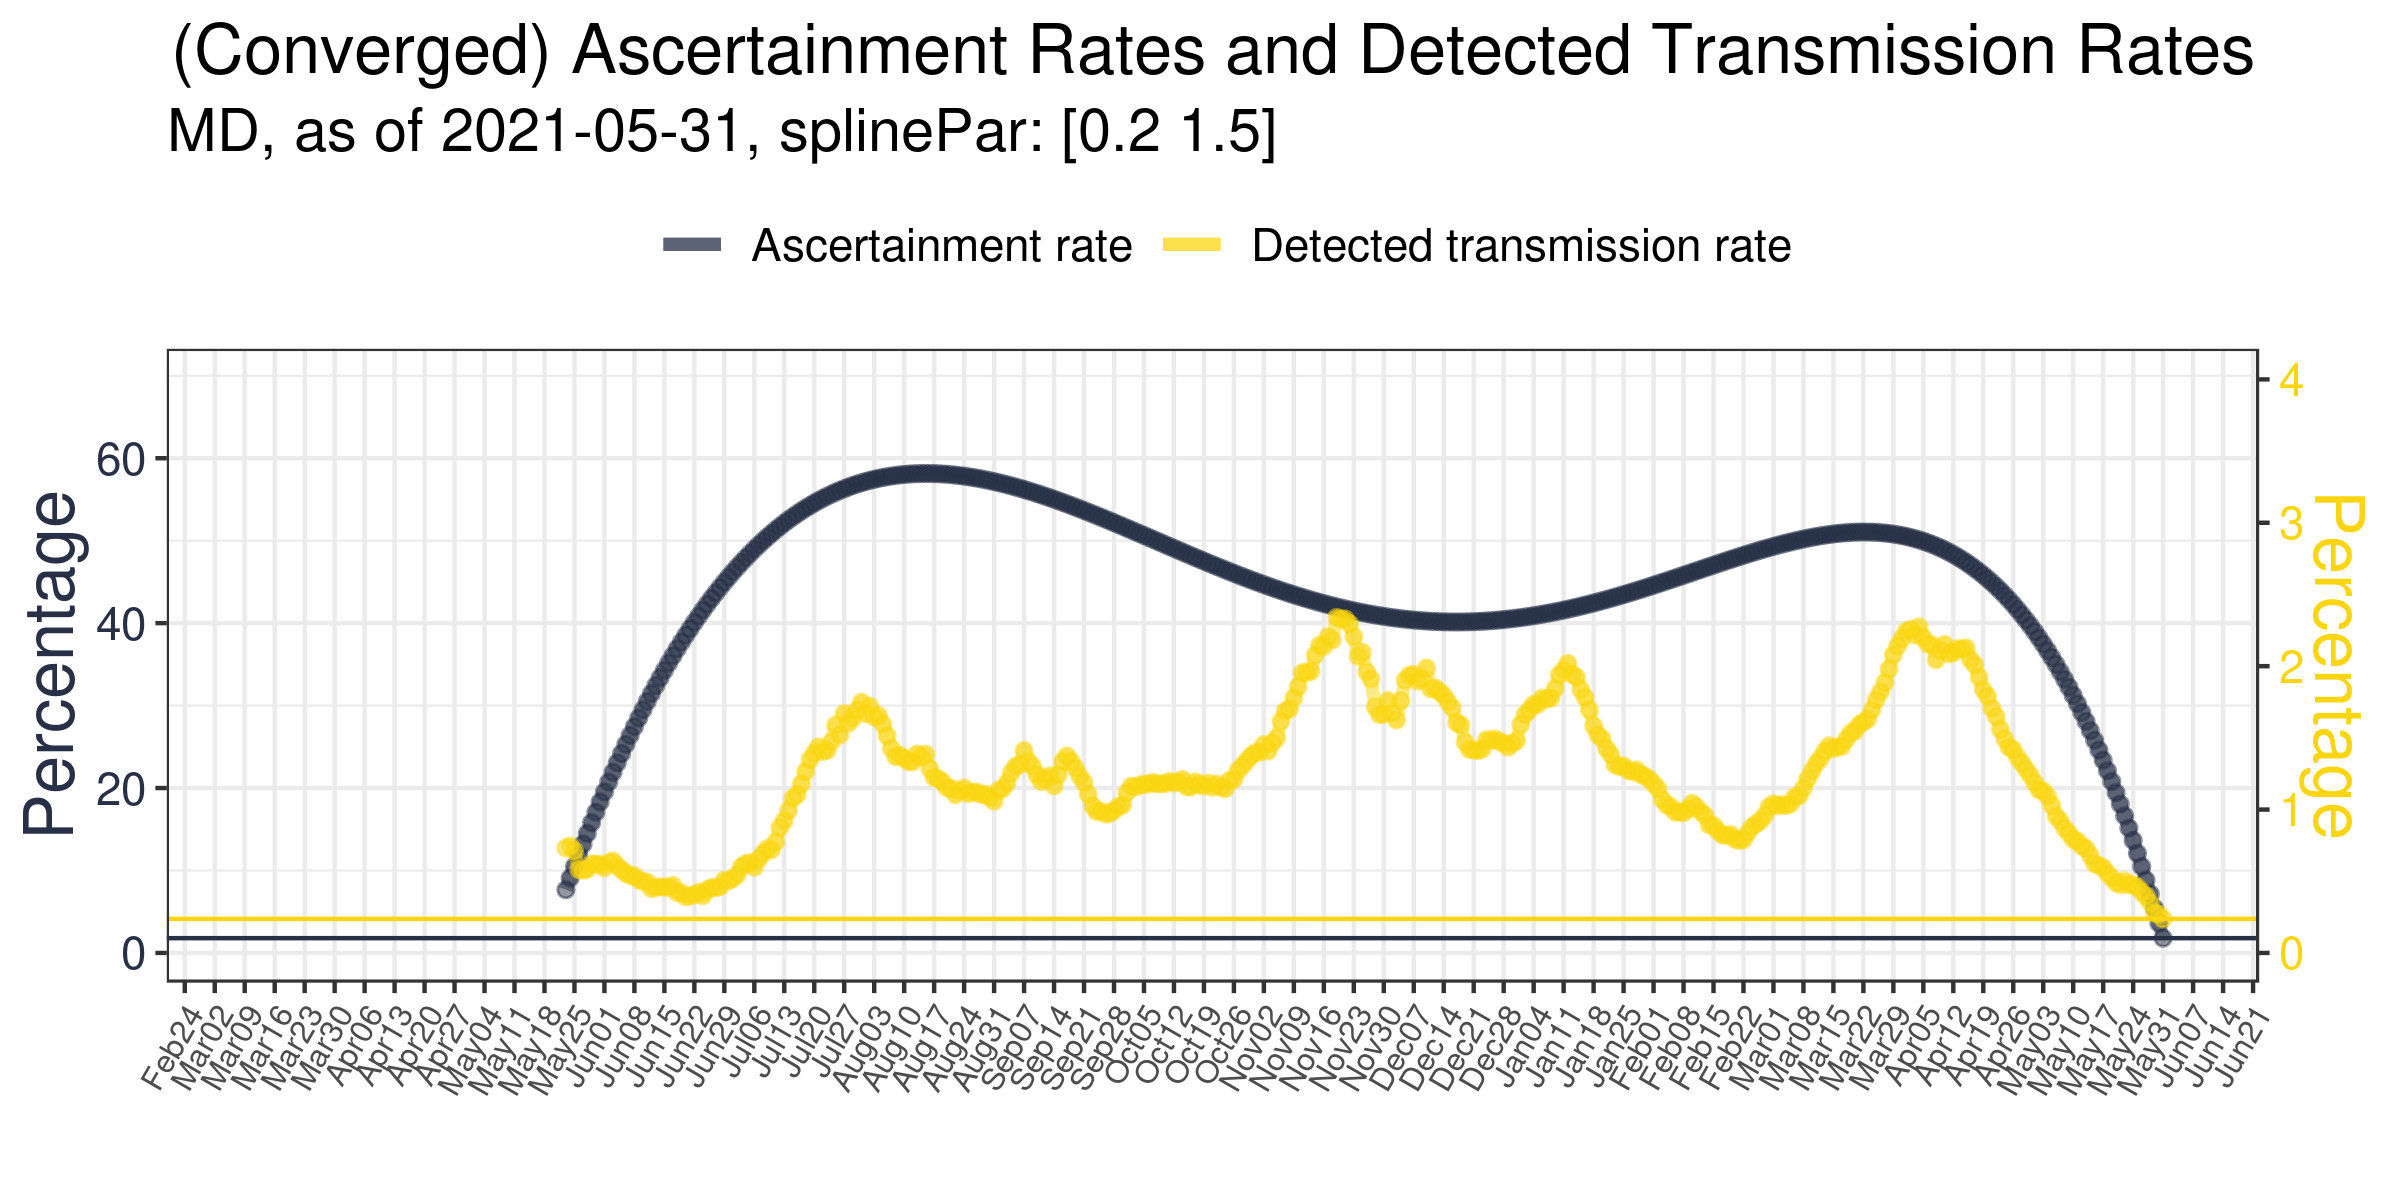 (Converged) Ascertainment Rates and Detected Transmission Rates
MD, as of 2021-05-31, splinePar: [0.2 1.5]
Ascertainment rate
Detected transmission rate
Percentage
60
40
20
0
4
3
2
1
0
Percentage
Feb24
Mar02
Mar09
Mar16
Mar23
Mar30
Apr06
Apr13
Apr20
Apr27
May04
May11
May18
May25
Jun01
Jun08
Jun15
Jun22
Jun29
Jul06
Jul13
Jul20
Jul27
Aug03
Aug10
Aug17
Aug24
Aug31
Sep07
Sep14
Sep21
Sep28
Oct05
Oct12
Oct19
Oct26
Nov02
Nov09
Nov16
Nov23
Nov30
Dec07
Dec14
Dec21
Dec28
Jan04
Jan11
Jan18
Jan25
Feb01
Feb08
Feb15
Feb22
Mar01
Mar08
Mar15
Mar22
Mar29
Apr05
Apr12
Apr19
Apr26
May03
May10
May17
May24
May31
Jun07
Jun14
Jun21